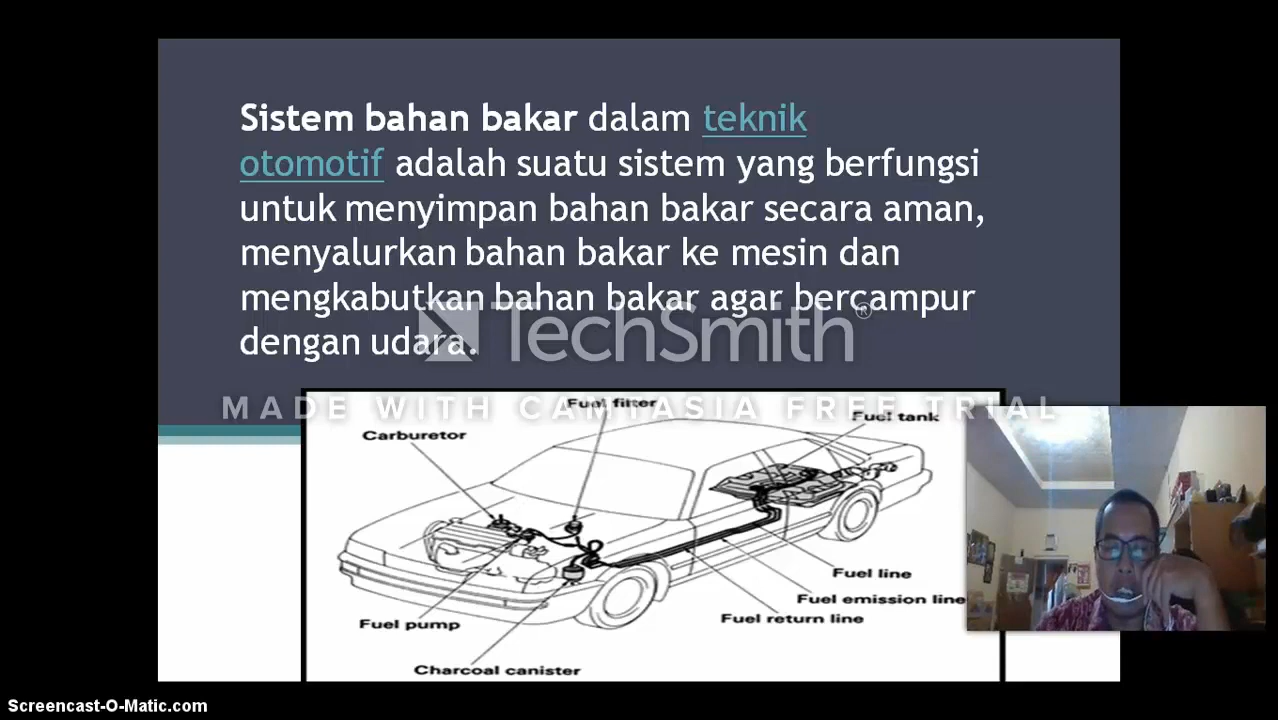 Sistem bahan bakar dalam teknik
otomotif adalah suatu sistem yang berfungsi
untuk menyimpan bahan bakar secara aman,
menyalurkan bahan bakar ke mesin dan
mengkabutkan bahan bakar agar bercampur
dengan udara.
TechSmith®
MADE WITH CAMTASIA FREE TRIAL
Fuel filter
Fuel tank
Carburetor
Fuel line
Fuel emission line
Fuel return line
Fuel pump
Charcoal canister
Screencast-O-Matic.com